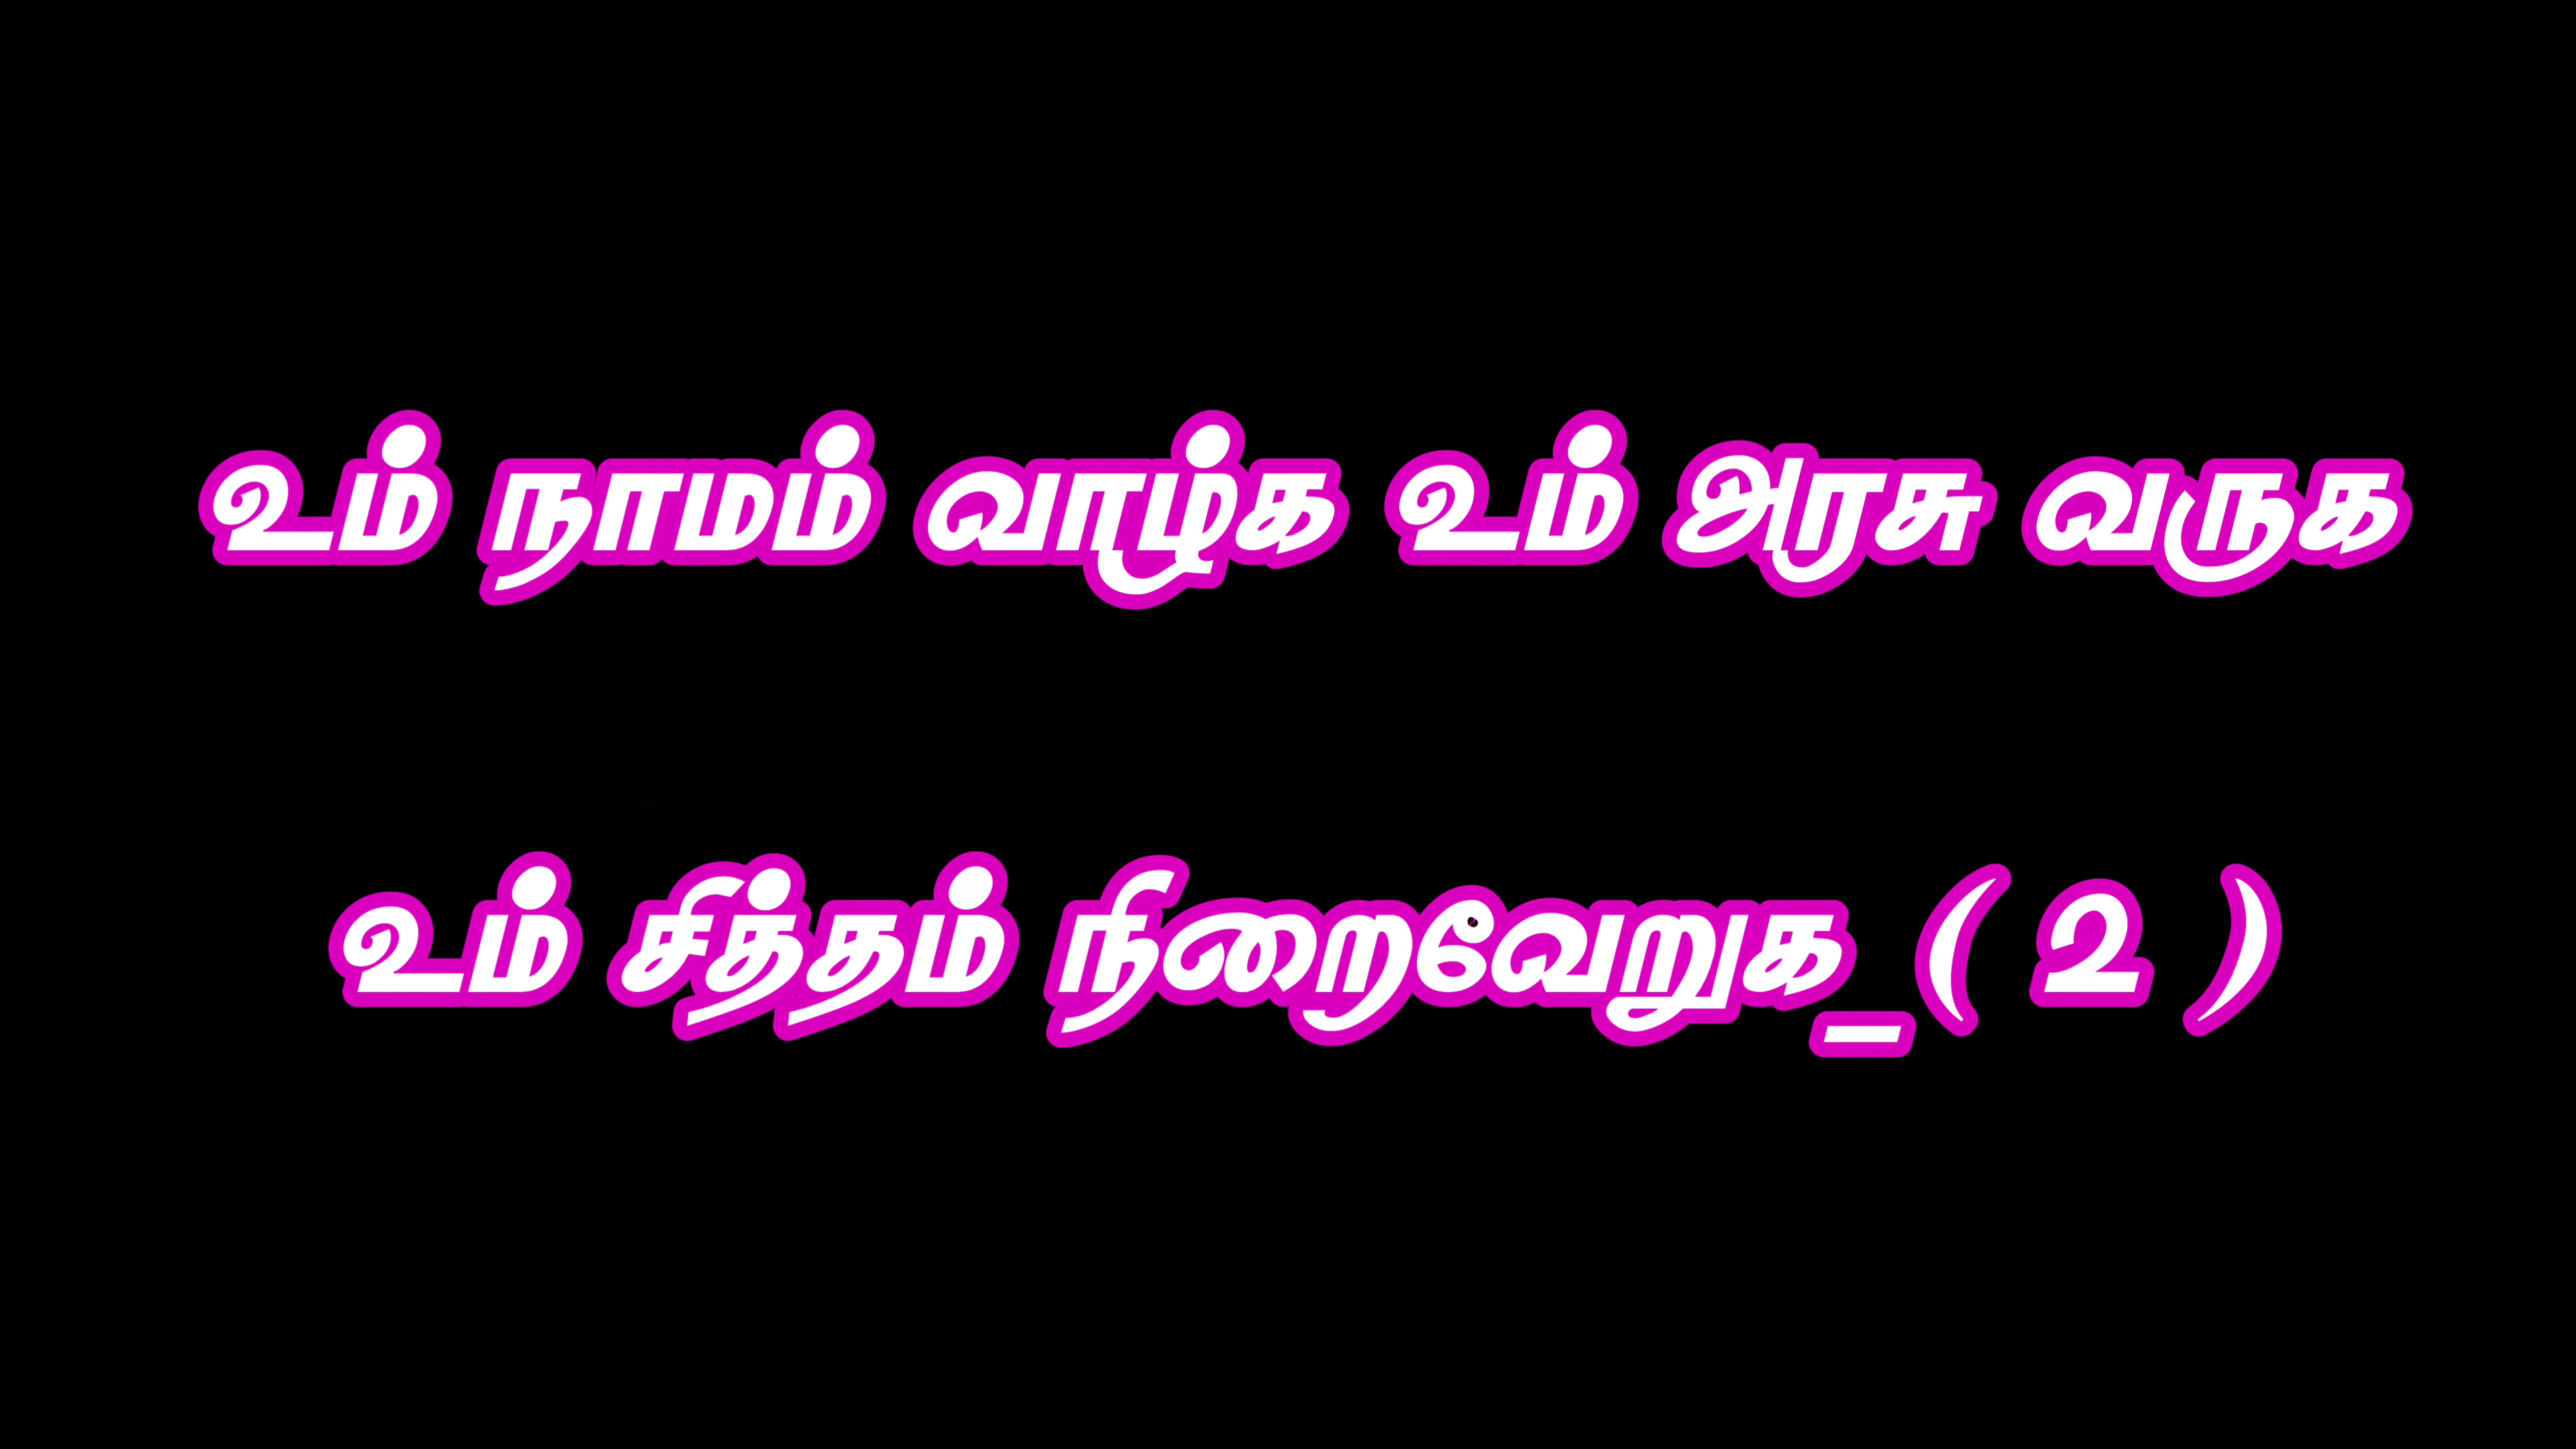 உம் நாமம் வாழ்க உம் அரசு வருக
உம் சித்தம் நிறைவேறுக_( 2 )